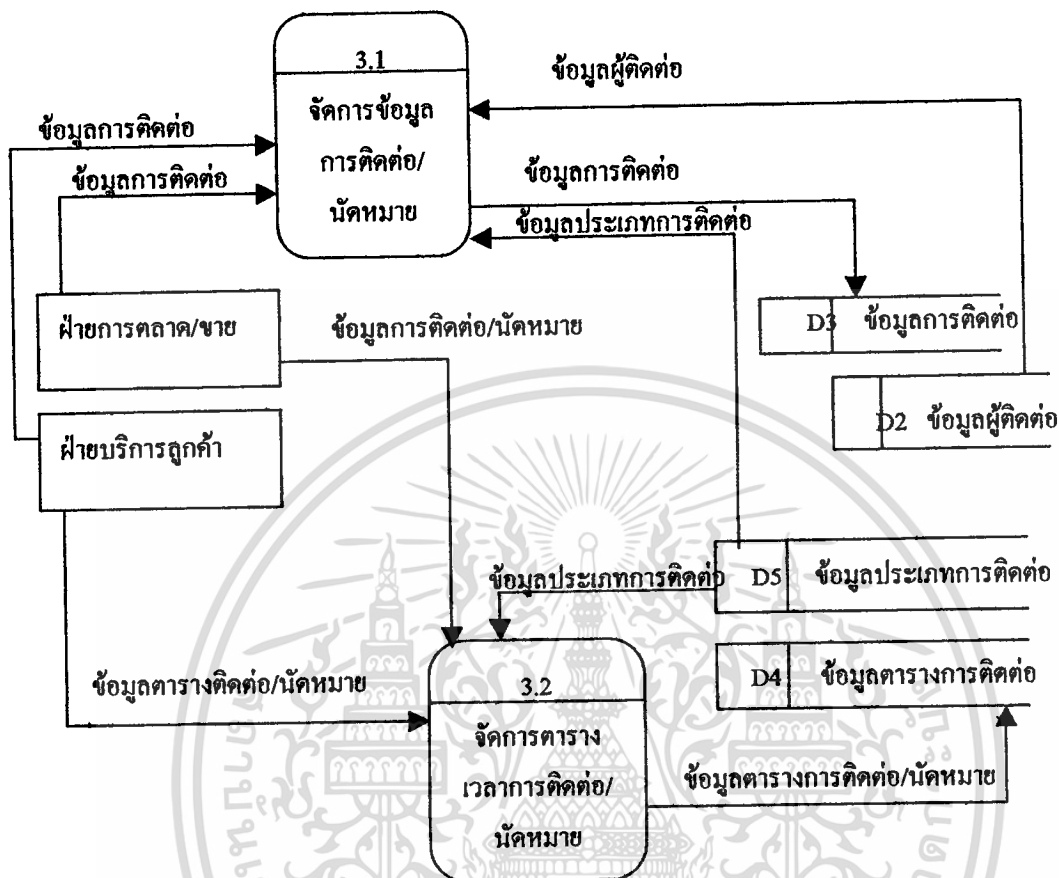 3.1
จัดการข้อมูล
การติดต่อ/
นัดหมาย
ข้อมูลผู้ติดต่อ
ข้อมูลการติดต่อ
ข้อมูลการติดต่อ
ข้อมูลการติดต่อ
ข้อมูลประเภทการติดต่อ
ฝ่ายการตลาด/ขาย
ข้อมูลการติดต่อ/นัดหมาย
D3 ข้อมูลการติดต่อ
D2 ข้อมูลผู้ติดต่อ
ฝ่ายบริการลูกค้า
ข้อมูลประเภทการติดต่อ
D5 ข้อมูลประเภทการติดต่อ
D4 ข้อมูลตารางการติดต่อ
ข้อมูลตารางติดต่อ/นัดหมาย
3.2
จัดการตาราง
เวลาการติดต่อ/
นัดหมาย
ข้อมูลตารางการติดต่อ/นัดหมาย